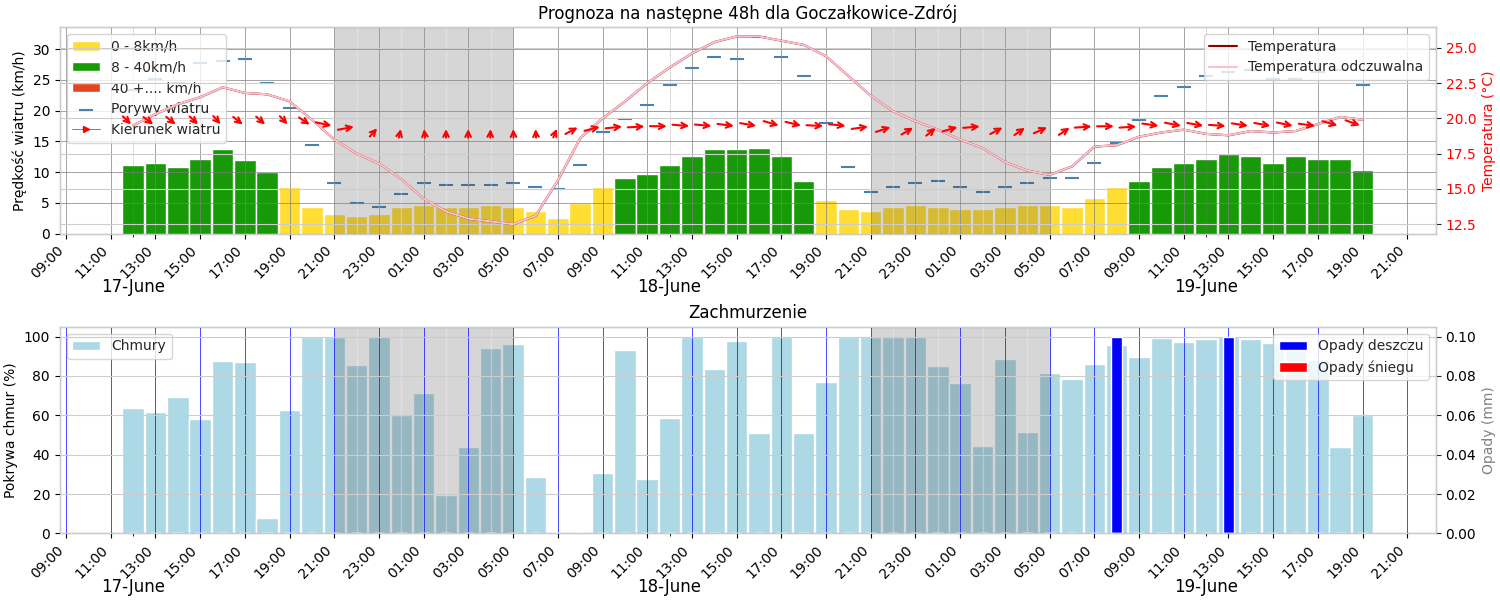 Prognoza na następne 48h dla Goczałkowice-Zdrój
Prędkość wiatru (km/h)
30
25
20
15
10
5
0
0 - 8km/h
8 - 40km/h
40 +.... km/h
Porywy wiatru
Kierunek wiatru
Temperatura
Temperatura odczuwalna
25.0
22.5
20.0
17.5
15.0
12.5
Temperatura (°C)
09:00 11:00 13:00 15:00 17:00 19:00 21:00 23:00 01:00 03:00 05:00 07:00 09:00 11:00 13:00 15:00 17:00 19:00 21:00 23:00 01:00 03:00 05:00 07:00 09:00 11:00 13:00 15:00 17:00 19:00 21:00
17-June 18-June 19-June
Zachmurzenie
Pokrywa chmur (%)
100
80
60
40
20
0
Chmury
Opady deszczu
Opady śniegu
0.10
0.08
0.06
0.04
0.02
0.00
Opady (mm)
09:00 11:00 13:00 15:00 17:00 19:00 21:00 23:00 01:00 03:00 05:00 07:00 09:00 11:00 13:00 15:00 17:00 19:00 21:00 23:00 01:00 03:00 05:00 07:00 09:00 11:00 13:00 15:00 17:00 19:00 21:00
17-June 18-June 19-June